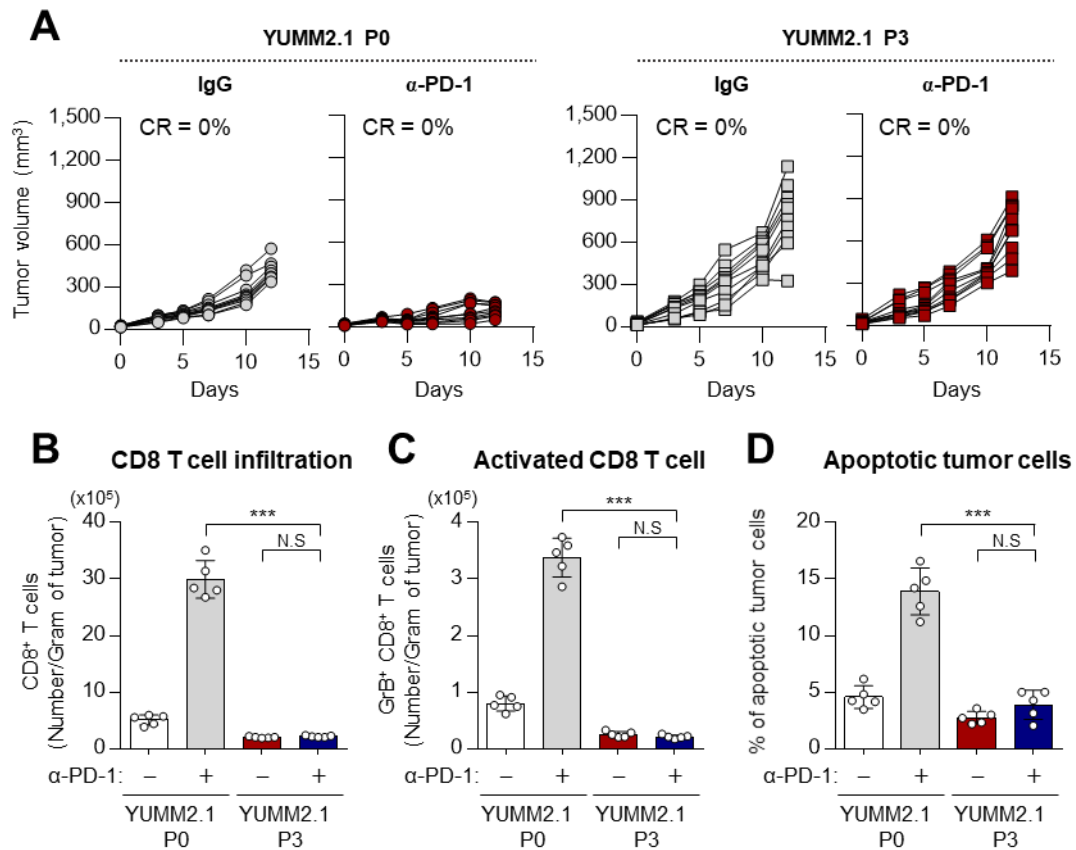 A
YUMM2.1 P0
YUMM2.1 P3
IgG
α-PD-1
IgG
α-PD-1
Tumor volume (mm³)
1,500
1,200
900
600
300
0
CR = 0%
CR = 0%
1,500
1,200
900
600
300
0
CR = 0%
CR = 0%
0 5 10 15
0 5 10 15
0 5 10 15
0 5 10 15
Days
Days
Days
Days
B
CD8 T cell infiltration
(x10⁵)
CD8⁺ T cells
(Number/Gram of tumor)
40
30
20
10
0
***
N.S
α-PD-1: – + – +
YUMM2.1 P0
YUMM2.1 P3
C
Activated CD8 T cell
(x10⁵)
GrB⁺ CD8⁺ T cells
(Number/Gram of tumor)
4
3
2
1
0
***
N.S
α-PD-1: – + – +
YUMM2.1 P0
YUMM2.1 P3
D
Apoptotic tumor cells
% of apoptotic tumor cells
20
15
10
5
0
***
N.S
α-PD-1: – + – +
YUMM2.1 P0
YUMM2.1 P3